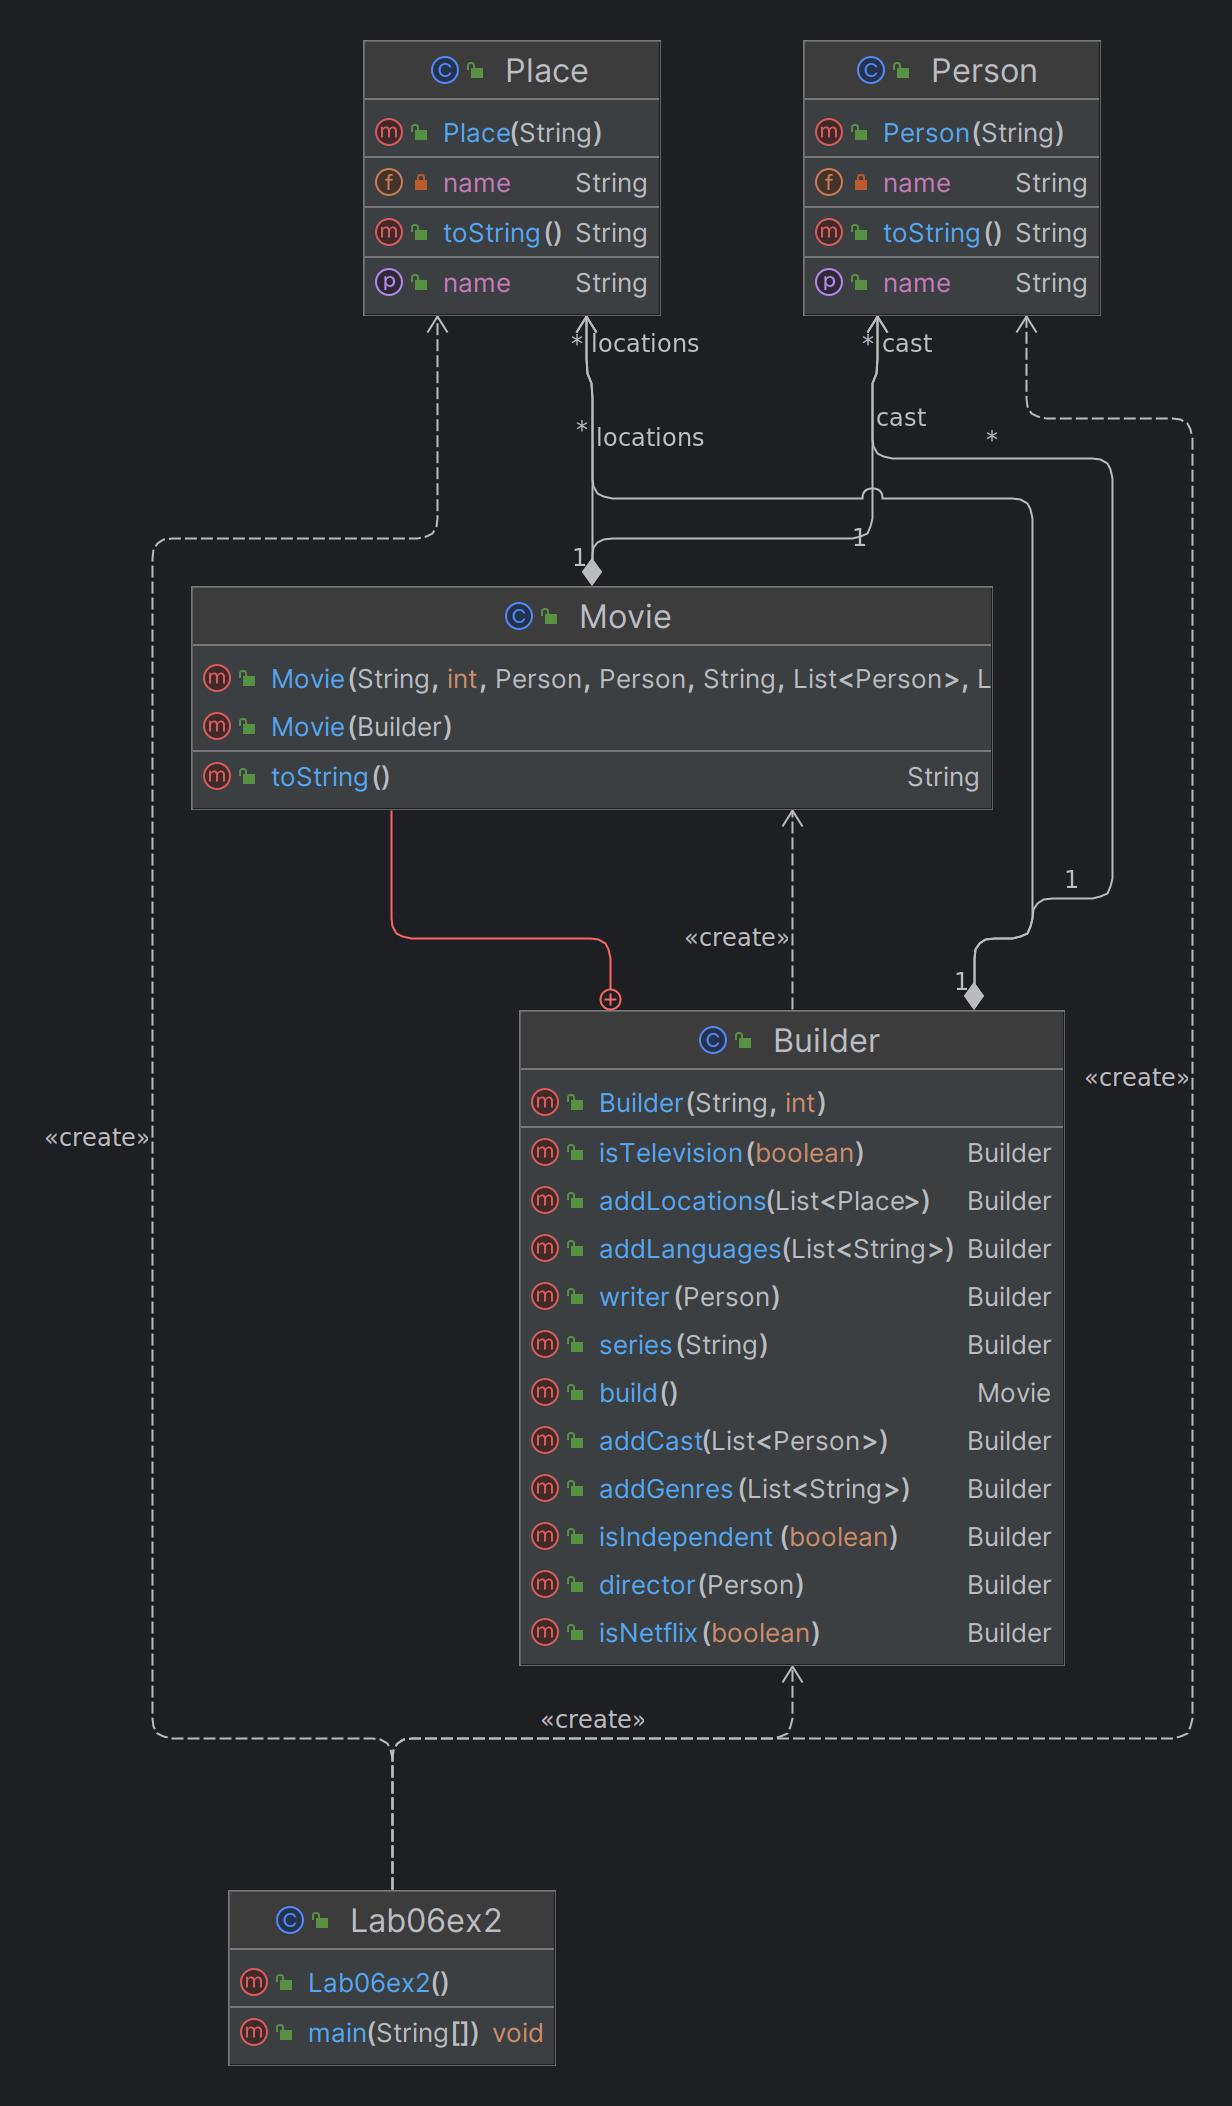 Place
Place(String)
name String
toString() String
name String
Person
Person(String)
name String
toString() String
name String
* locations
* cast
cast
* locations
*
1
1
Movie
Movie(String, int, Person, Person, String, List<Person>, L
Movie(Builder)
toString() String
1
«create»
1
Builder
Builder(String, int)
isTelevision(boolean) Builder
addLocations(List<Place>) Builder
addLanguages(List<String>) Builder
writer(Person) Builder
series(String) Builder
build() Movie
addCast(List<Person>) Builder
addGenres(List<String>) Builder
isIndependent(boolean) Builder
director(Person) Builder
isNetflix(boolean) Builder
«create»
«create»
«create»
Lab06ex2
Lab06ex2()
main(String[]) void